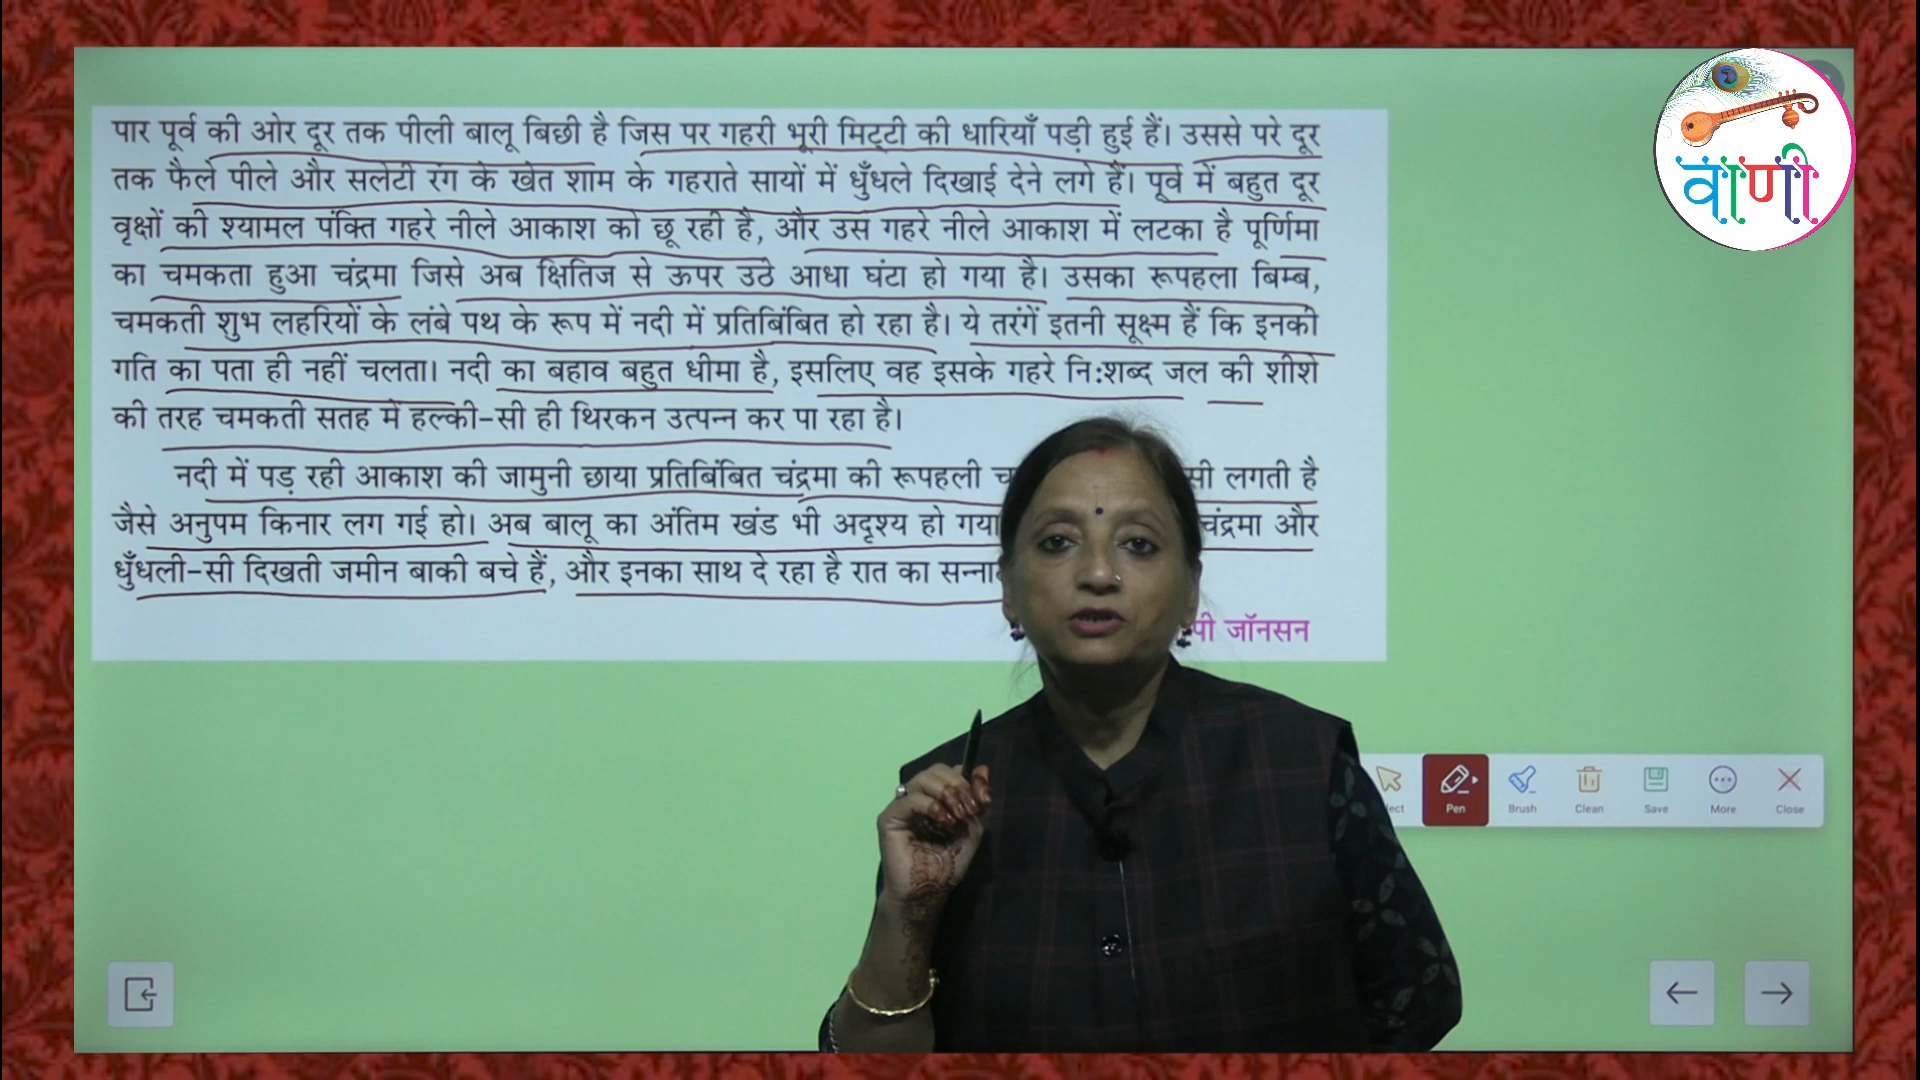 पार पूर्व की ओर दूर तक पीली बालू बिछी है जिस पर गहरी भूरी मिट्टी की धारियाँ पड़ी हुई हैं। उससे परे दूर
तक फैले पीले और सलेटी रंग के खेत शाम के गहराते सायों में धुँधले दिखाई देने लगे हैं। पूर्व में बहुत दूर
वृक्षों की श्यामल पंक्ति गहरे नीले आकाश को छू रही है, और उस गहरे नीले आकाश में लटका है पूर्णिमा
का चमकता हुआ चंद्रमा जिसे अब क्षितिज से ऊपर उठे आधा घंटा हो गया है। उसका रूपहला बिम्ब,
चमकती शुभ लहरियों के लंबे पथ के रूप में नदी में प्रतिबिंबित हो रहा है। ये तरंगें इतनी सूक्ष्म हैं कि इनकी
गति का पता ही नहीं चलता। नदी का बहाव बहुत धीमा है, इसलिए वह इसके गहरे नि:शब्द जल की शीशे
की तरह चमकती सतह में हल्की-सी ही थिरकन उत्पन्न कर पा रहा है।
नदी में पड़ रही आकाश की जामुनी छाया प्रतिबिंबित चंद्रमा की रूपहली सी लगती है
जैसे अनुपम किनार लग गई हो। अब बालू का अंतिम खंड भी अदृश्य हो गया चंद्रमा और
धुँधली-सी दिखती जमीन बाकी बचे हैं, और इनका साथ दे रहा है रात का
पी जॉनसन
वाणी
Pen
Brush
Clean
Save
More
Close